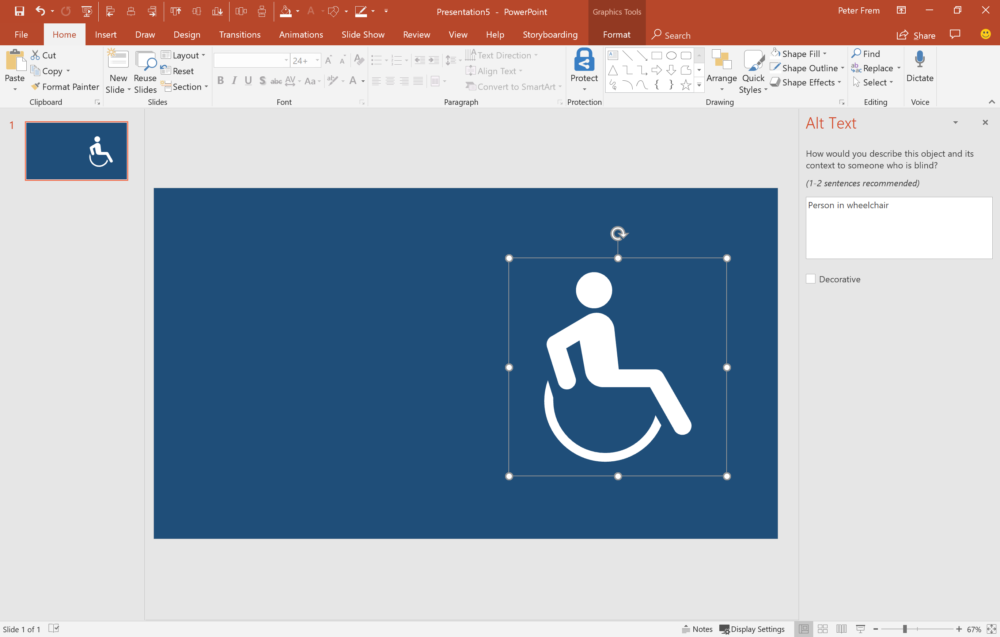 Presentation5 - PowerPoint
Graphics Tools
Peter Frem
File Home Insert Draw Design Transitions Animations Slide Show Review View Help Storyboarding Format Search Share
Paste
Cut
Copy
Format Painter
Clipboard
New Slide
Reuse Slides
Layout
Reset
Section
Slides
24+
B I U S abc AV Aa A
Font
Text Direction
Align Text
Convert to SmartArt
Paragraph
Protect
Protection
Arrange
Quick Styles
Shape Fill
Shape Outline
Shape Effects
Drawing
Find
Replace
Select
Editing
Dictate
Voice
1
Alt Text
How would you describe this object and its
context to someone who is blind?
(1-2 sentences recommended)
Person in wheelchair
Decorative
Slide 1 of 1
Notes
Display Settings
67%